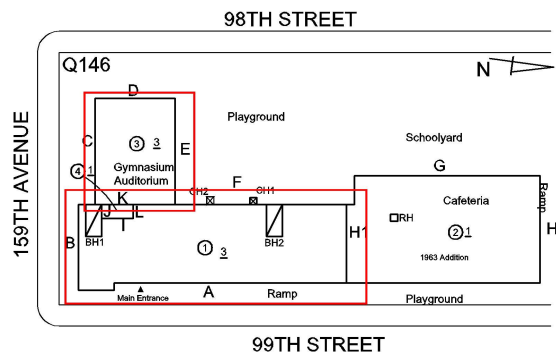 98TH STREET
Q146
N
D
Playground
Schoolyard
159TH AVENUE
C
③ 3
E
④ 1
Gymnasium
Auditorium
G
F
K
CH2
CH1
Cafeteria
Ramp
J
L
I
RH
B
BH1
BH2
H1
② 1
H
① 3
1963 Addition
Main Entrance
A
Ramp
Playground
99TH STREET